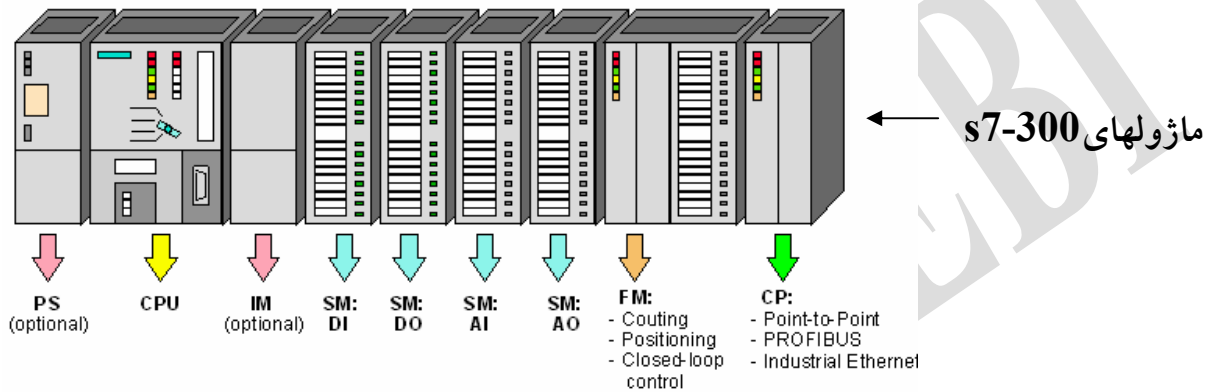 ماژولهای s7-300
PS
(optional)
CPU
IM
(optional)
SM:
DI
SM:
DO
SM:
AI
SM:
AO
FM:
- Couting
- Positioning
- Closed-loop
control
CP:
- Point-to-Point
- PROFIBUS
- Industrial Ethernet